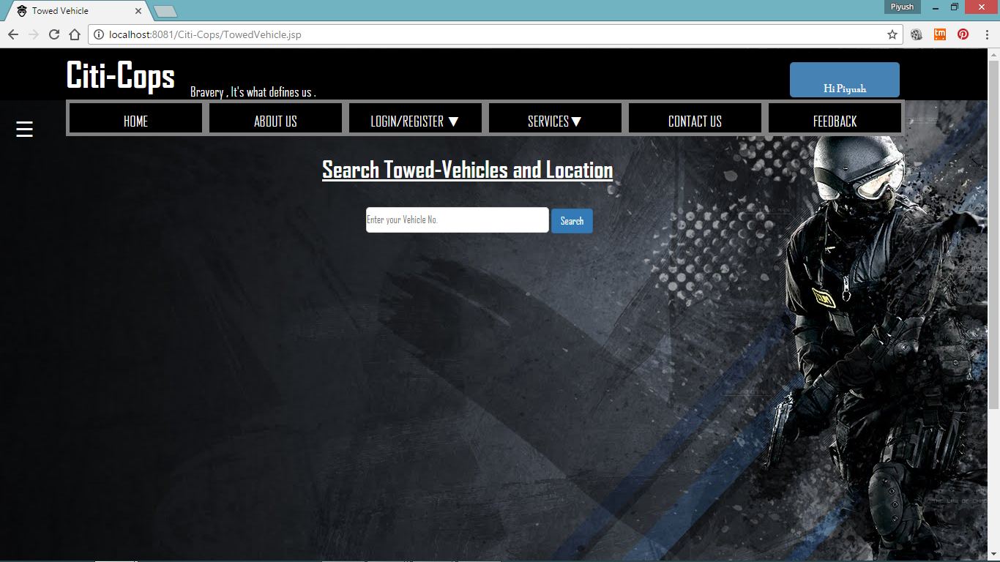 Towed Vehicle
Piyush
localhost:8081/Citi-Cops/TowedVehicle.jsp
tm
Citi-Cops
Bravery , It's what defines us .
Hi Piyush
HOME
ABOUT US
LOGIN/REGISTER ▼
SERVICES▼
CONTACT US
FEEDBACK
Search Towed-Vehicles and Location
Enter your Vehicle No.
Search